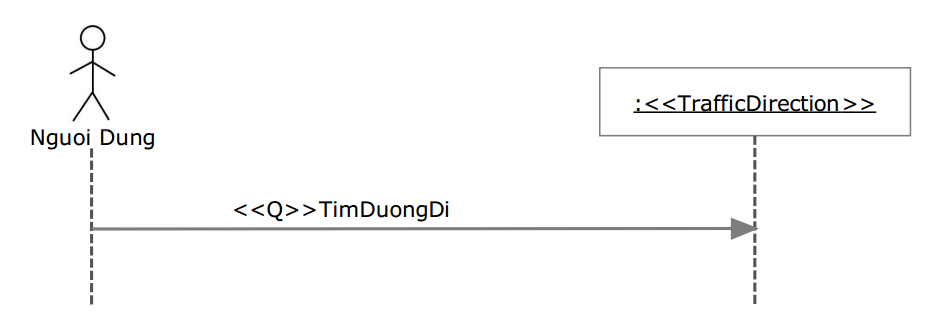 :<<TrafficDirection>>
Nguoi Dung
<<Q>>TimDuongDi